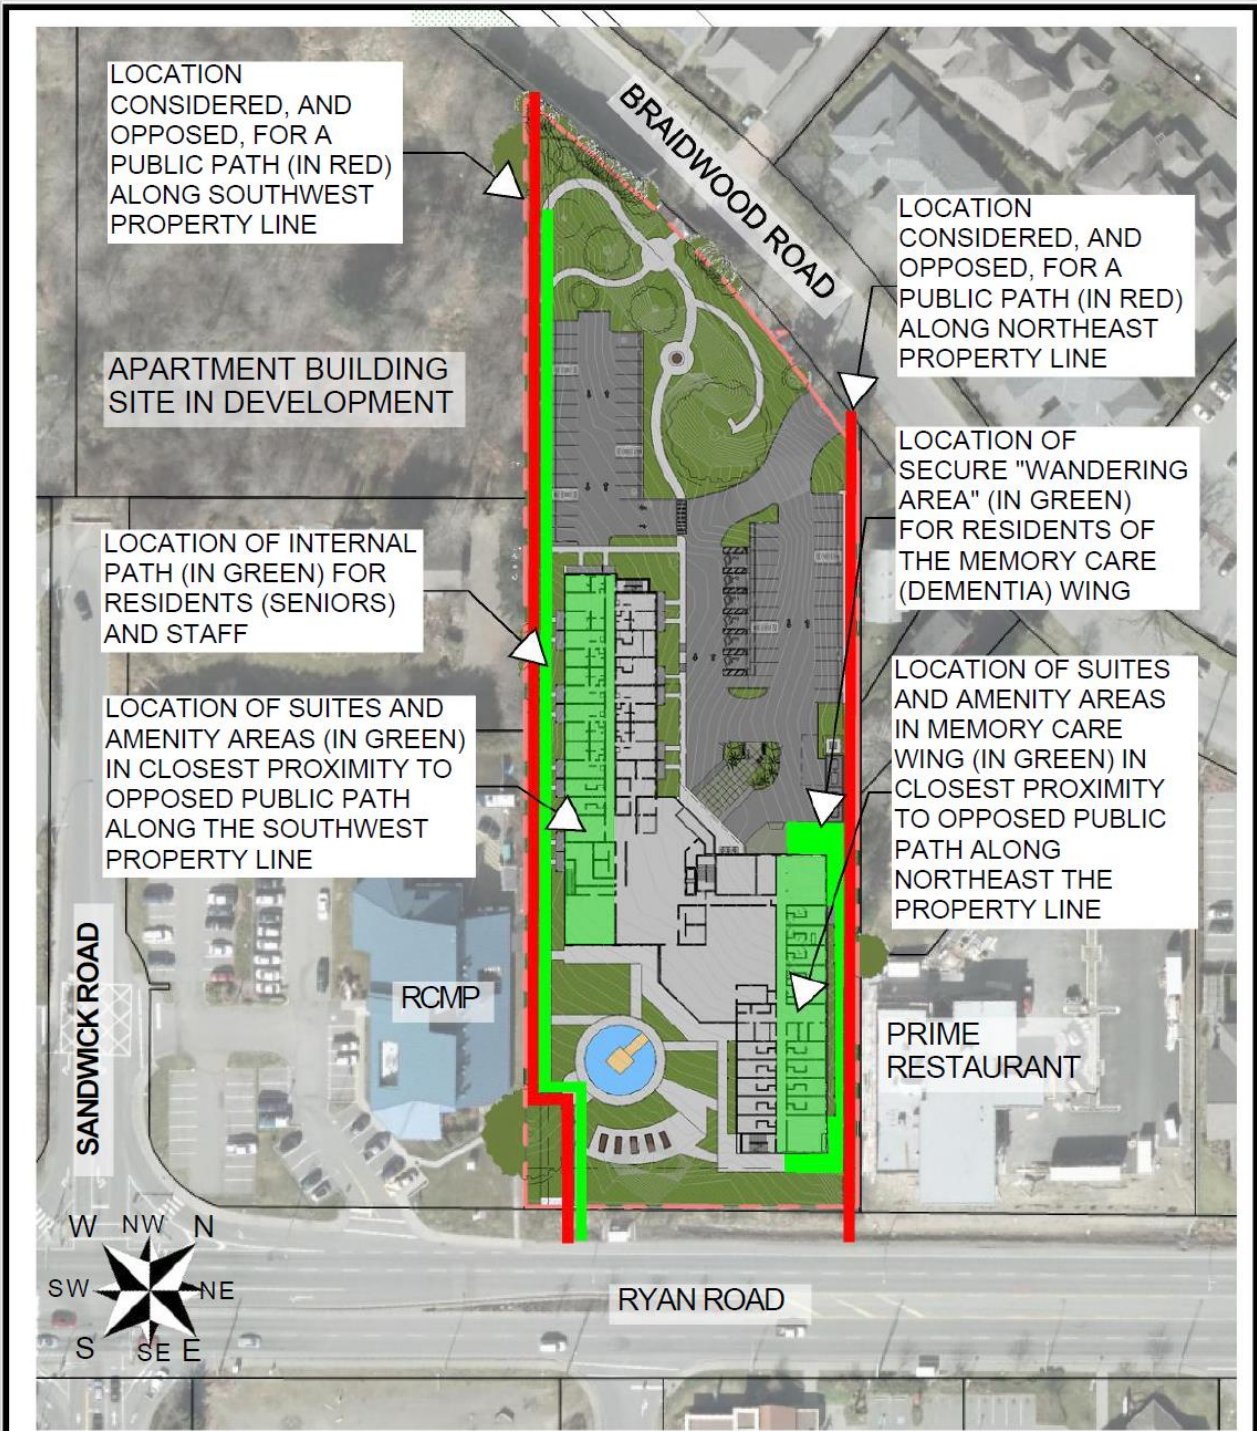 LOCATION
CONSIDERED, AND
OPPOSED, FOR A
PUBLIC PATH (IN RED)
ALONG SOUTHWEST
PROPERTY LINE
BRAIDWOOD ROAD
LOCATION
CONSIDERED, AND
OPPOSED, FOR A
PUBLIC PATH (IN RED)
ALONG NORTHEAST
PROPERTY LINE
APARTMENT BUILDING
SITE IN DEVELOPMENT
LOCATION OF
SECURE "WANDERING
AREA" (IN GREEN)
FOR RESIDENTS OF
THE MEMORY CARE
(DEMENTIA) WING
LOCATION OF INTERNAL
PATH (IN GREEN) FOR
RESIDENTS (SENIORS)
AND STAFF
LOCATION OF SUITES
AND AMENITY AREAS
IN MEMORY CARE
WING (IN GREEN) IN
CLOSEST PROXIMITY
TO OPPOSED PUBLIC
PATH ALONG
NORTHEAST THE
PROPERTY LINE
LOCATION OF SUITES AND
AMENITY AREAS (IN GREEN)
IN CLOSEST PROXIMITY TO
OPPOSED PUBLIC PATH
ALONG THE SOUTHWEST
PROPERTY LINE
SANDWICK ROAD
RCMP
PRIME
RESTAURANT
W NW N
SW NE
S SE E
RYAN ROAD